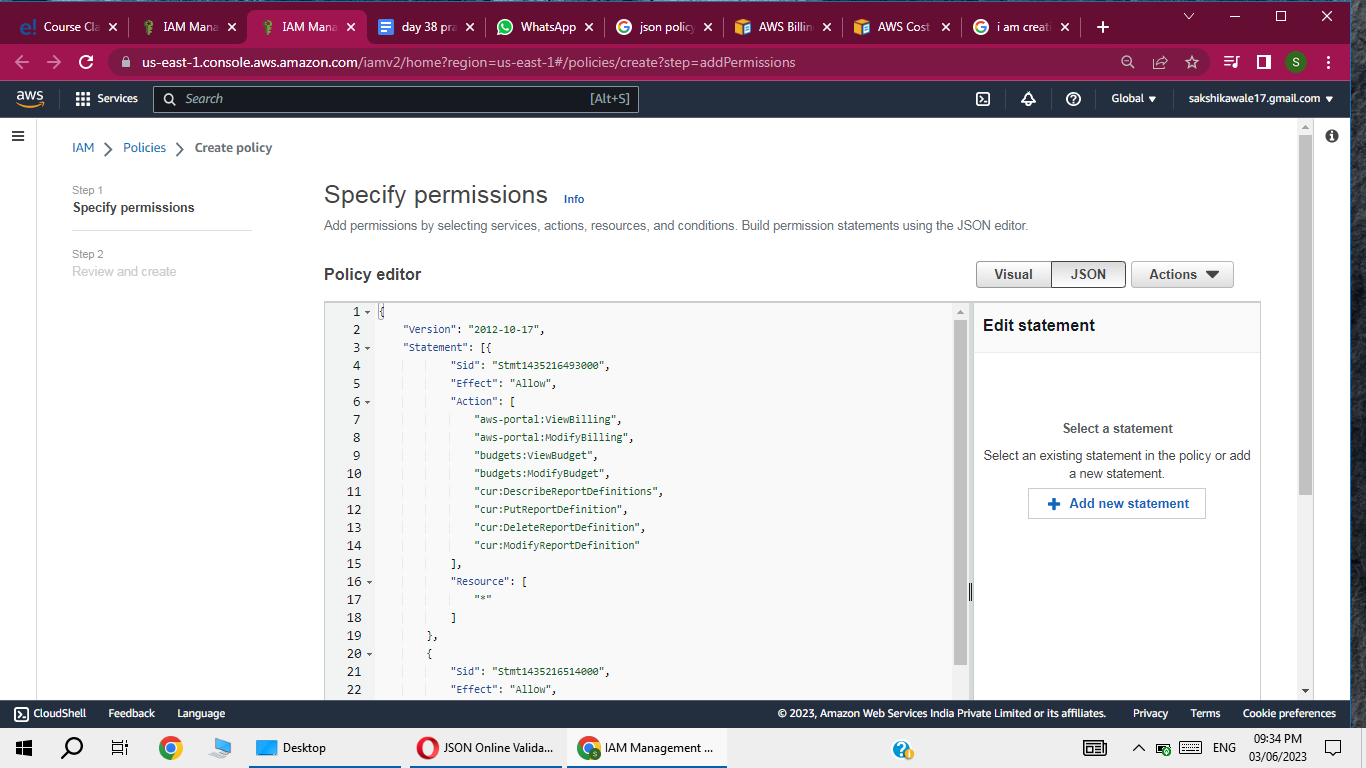 Course Cla
IAM Mana
IAM Mana
day 38 pra
WhatsApp
json policy
AWS Billin
AWS Cost
i am creati
us-east-1.console.aws.amazon.com/iamv2/home?region=us-east-1#/policies/create?step=addPermissions
S
aws
Services
Search
[Alt+S]
Global
sakshikawale17.gmail.com
IAM
Policies
Create policy
Step 1
Specify permissions
Step 2
Review and create
Specify permissions Info
Add permissions by selecting services, actions, resources, and conditions. Build permission statements using the JSON editor.
Policy editor
Visual
JSON
Actions
1 {
2 "Version": "2012-10-17",
3 "Statement": [{
4 "Sid": "Stmt1435216493000",
5 "Effect": "Allow",
6 "Action": [
7 "aws-portal:ViewBilling",
8 "aws-portal:ModifyBilling",
9 "budgets:ViewBudget",
10 "budgets:ModifyBudget",
11 "cur:DescribeReportDefinitions",
12 "cur:PutReportDefinition",
13 "cur:DeleteReportDefinition",
14 "cur:ModifyReportDefinition"
15 ],
16 "Resource": [
17 "*"
18 ]
19 },
20 {
21 "Sid": "Stmt1435216514000",
22 "Effect": "Allow",
Edit statement
Select a statement
Select an existing statement in the policy or add
a new statement.
+ Add new statement
CloudShell
Feedback
Language
© 2023, Amazon Web Services India Private Limited or its affiliates.
Privacy
Terms
Cookie preferences
Desktop
JSON Online Valida...
IAM Management ...
ENG
09:34 PM
03/06/2023